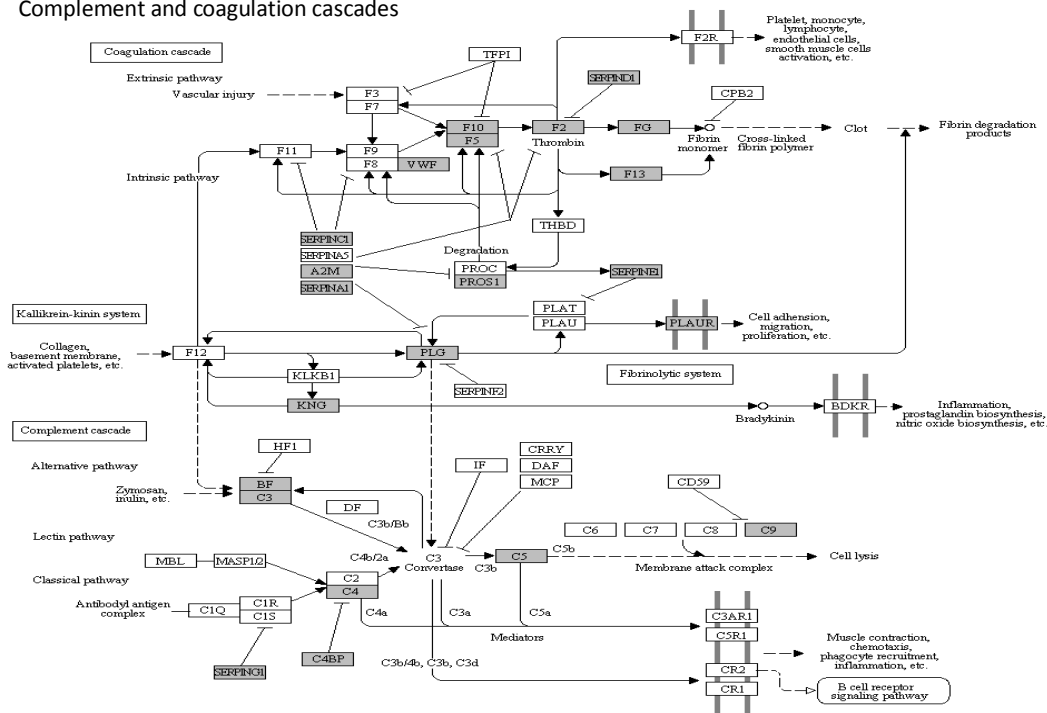 Complement and coagulation cascades
Coagulation cascade
Extrinsic pathway
Vascular injury
TFPI
F3
F7
F2R
Platelet, monocyte,
lymphocyte,
endothelial cells,
smooth muscle cells
activation, etc.
SERPIND1
CPB2
F10
F5
F2
Thrombin
FG
Fibrin
monomer
Cross-linked
fibrin polymer
Clot
Fibrin degradation
products
F11
F9
F8
VWF
F13
Intrinsic pathway
THBD
SERPINC1
SERPINA5
A2M
SERPINA1
Degradation
PROC
PROS1
SERPINE1
Kallikrein-kinin system
PLAT
PLAU
PLAUR
Cell adhension,
migration,
proliferation, etc.
Collagen,
basement membrane,
activated platelets, etc.
F12
PLG
KLKB1
SERPINF2
Fibrinolytic system
KNG
Bradykinin
BDKR
Inflammation,
prostaglandin biosynthesis,
nitric oxide biosynthesis, etc.
Complement cascade
Alternative pathway
HF1
Zymosan,
inulin, etc.
BF
C3
DF
C3b/Bb
IF
CRRY
DAF
MCP
CD59
C6
C7
C8
C9
Lectin pathway
MBL
MASP1/2
C4b/2a
C3
Convertase
C3b
C5
C5b
Membrane attack complex
Cell lysis
Classical pathway
C2
C4
Antibodyl antigen
complex
C1Q
C1R
C1S
C4a
C3a
C5a
Mediators
C3AR1
C5R1
Muscle contraction,
chemotaxis,
phagocyte recruitment,
inflammation, etc.
SERPING1
C4BP
C3b/4b, C3b, C3d
CR2
CR1
B cell receptor
signaling pathway